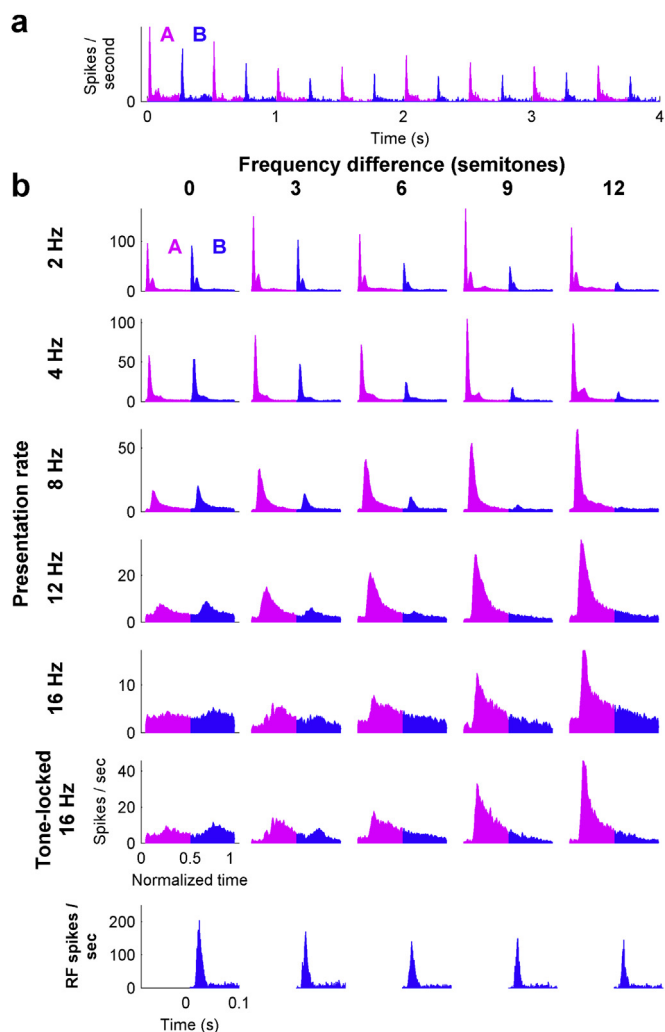 a
Spikes /
second
A B
0
0 1 2 3 4
Time (s)
Frequency difference (semitones)
b
0 3 6 9 12
2 Hz
100
0
A B
4 Hz
100
50
0
Presentation rate
8 Hz
50
0
12 Hz
20
0
16 Hz
10
0
Tone-locked
16 Hz
Spikes / sec
40
20
0
0 0.5 1
Normalized time
RF spikes /
sec
200
100
0
0 0.1
Time (s)